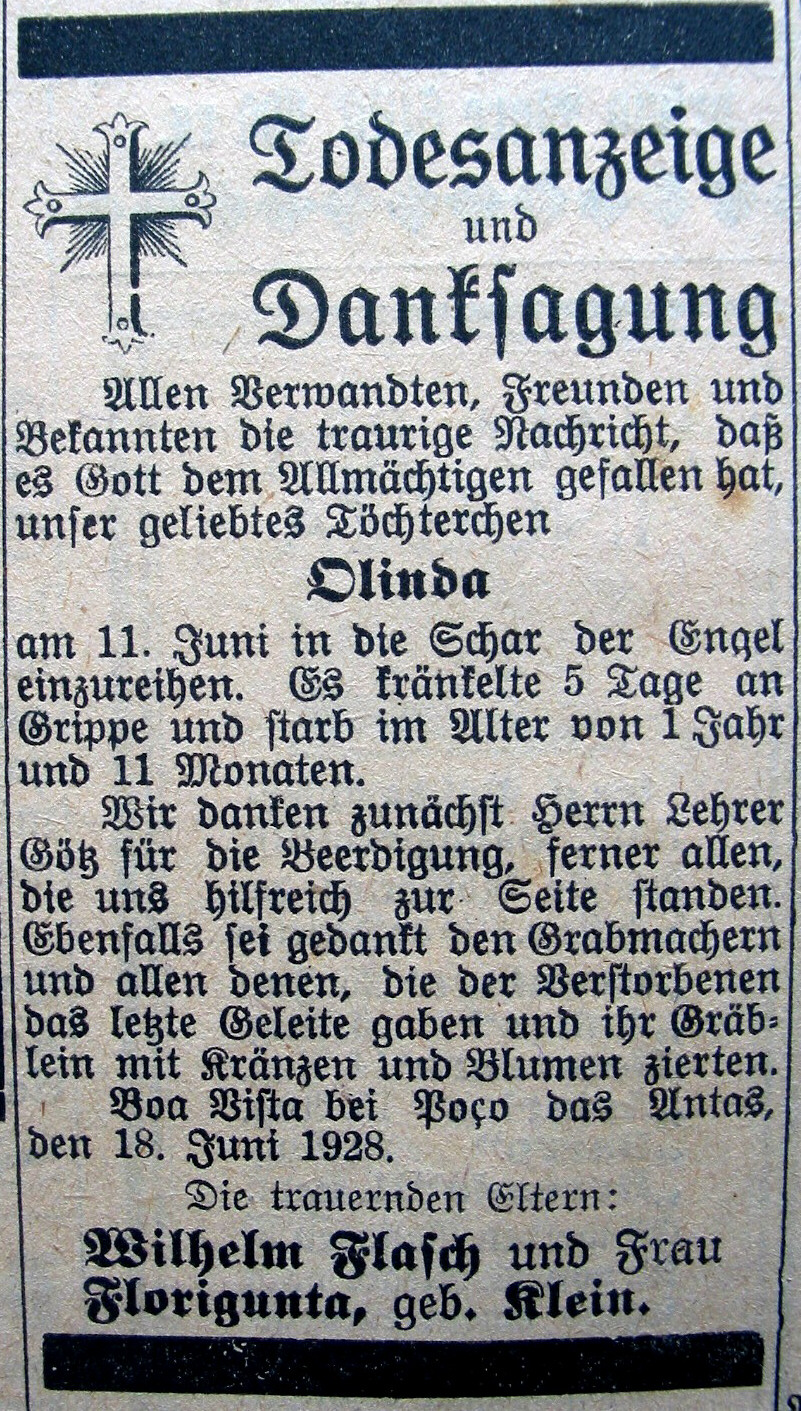 Todesanzeige
und
Dankſagung
Allen Verwandten, Freunden und
Bekannten die traurige Nachricht, daß
es Gott dem Allmächtigen gefallen hat,
unſer geliebtes Töchterchen
Olinda
am 11. Juni in die Schar der Engel
einzureihen. Es kränkelte 5 Tage an
Grippe und ſtarb im Alter von 1 Jahr
und 11 Monaten.
Wir danken zunächſt Herrn Lehrer
Götz für die Beerdigung, ferner allen,
die uns hilfreich zur Seite ſtanden.
Ebenfalls ſei gedankt den Grabmachern
und allen denen, die der Verſtorbenen
das letzte Geleite gaben und ihr Gräb-
lein mit Kränzen und Blumen zierten.
Boa Viſta bei Poço das Antas,
den 18. Juni 1928.
Die trauernden Eltern:
Wilhelm Flaſch und Frau
Florigunta, geb. Klein.